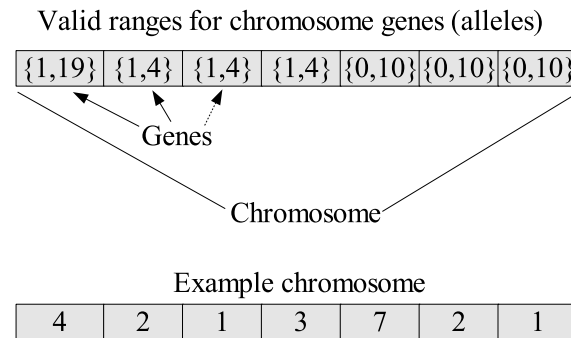 Valid ranges for chromosome genes (alleles)
{1,19} {1,4} {1,4} {1,4} {0,10} {0,10} {0,10}
Genes
Chromosome
Example chromosome
4 2 1 3 7 2 1